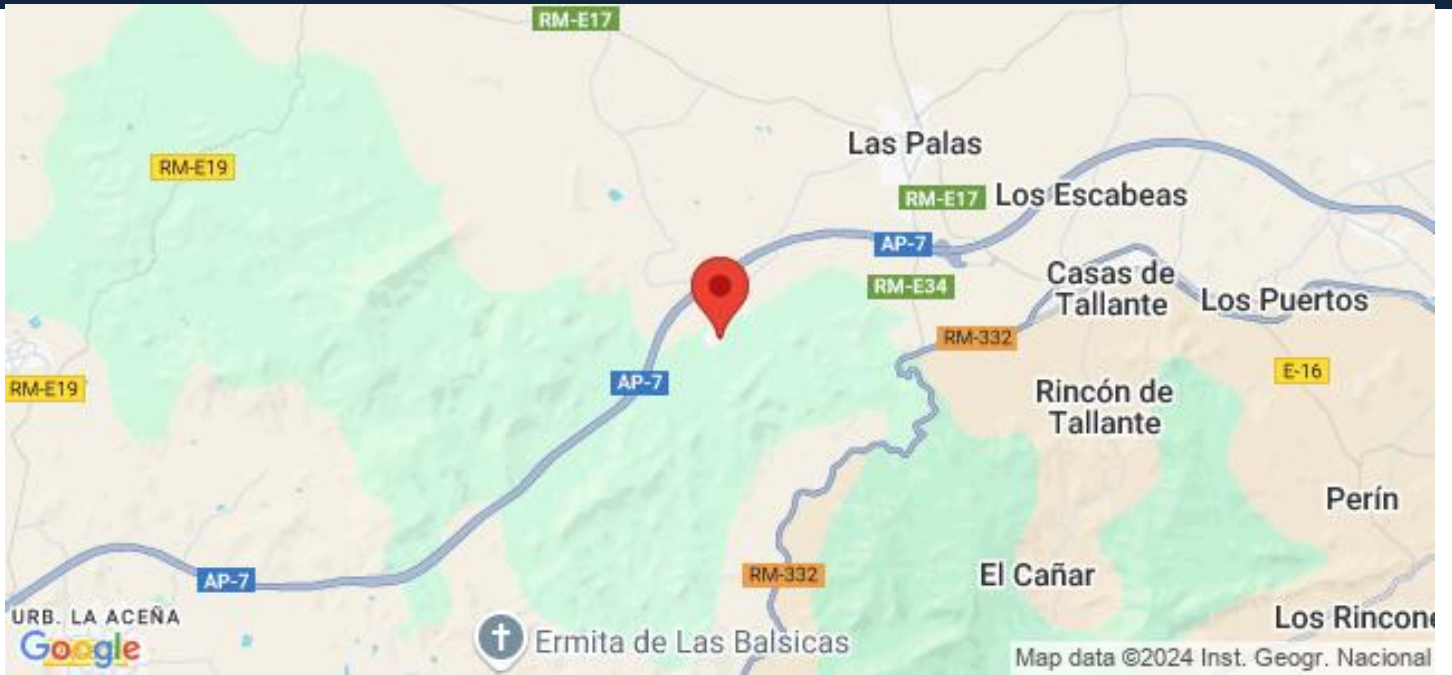 RM-E17
Las Palas
RM-E19
RM-E17
Los Escabeas
AP-7
Casas de
Tallante
RM-E34
Los Puertos
RM-332
E-16
AP-7
RM-E19
Rincón de
Tallante
Perín
AP-7
RM-332
El Cañar
URB. LA ACEÑA
Los Rincone
Google
Ermita de Las Balsicas
Map data ©2024 Inst. Geogr. Nacional